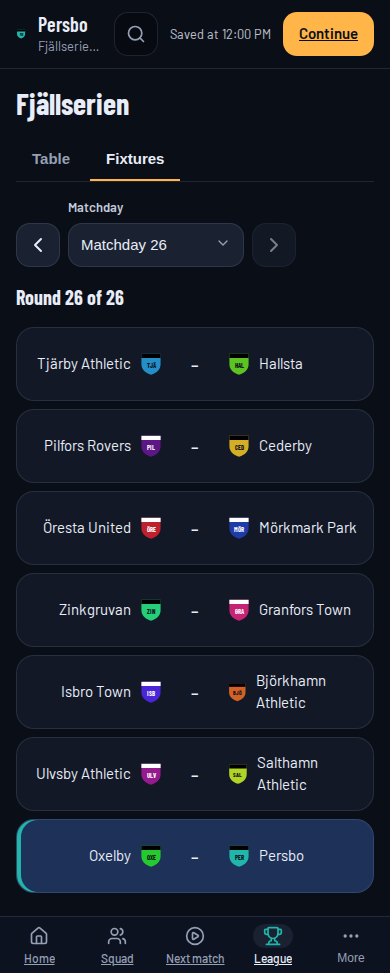 Persbo
Fjällserien...
Saved at 12:00 PM
Continue
Fjällserien
Table
Fixtures
Matchday
Matchday 26
Round 26 of 26
Tjärby Athletic TJÄ – HAL Hallsta
Pilfors Rovers PIL – CED Cederby
Öresta United ÖRE – MÖR Mörkmark Park
Zinkgruvan ZIN – GRA Granfors Town
Isbro Town ISB – BJÖ Björkhamn
Athletic
Ulvsby Athletic ULV – SAL Salthamn
Athletic
Oxelby OXE – PER Persbo
Home
Squad
Next match
League
More